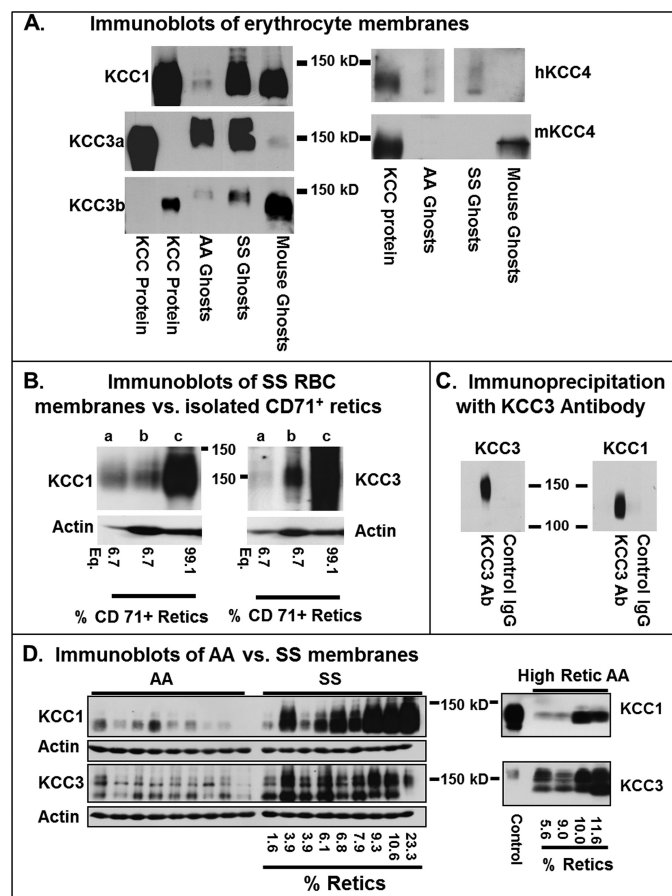 A. Immunoblots of erythrocyte membranes
KCC1
150 kD
150 kD
hKCC4
KCC3a
150 kD
mKCC4
KCC3b
150 kD
KCC Protein
KCC Protein
AA Ghosts
SS Ghosts
Mouse Ghosts
KCC protein
AA Ghosts
SS Ghosts
Mouse Ghosts
B. Immunoblots of SS RBC
membranes vs. isolated CD71+ retics
a b c
150
a b c
KCC1
150
KCC3
Actin
Actin
Eq.
6.7
6.7
99.1
Eq.
6.7
6.7
99.1
% CD 71+ Retics
% CD 71+ Retics
C. Immunoprecipitation
with KCC3 Antibody
KCC3
KCC1
150
100
KCC3 Ab
Control IgG
KCC3 Ab
Control IgG
D. Immunoblots of AA vs. SS membranes
AA
SS
High Retic AA
KCC1
150 kD
KCC1
Actin
KCC3
150 kD
KCC3
Actin
1.6
3.9
3.9
6.1
6.8
7.9
9.3
10.6
23.3
% Retics
Control
5.6
9.0
10.0
11.6
% Retics